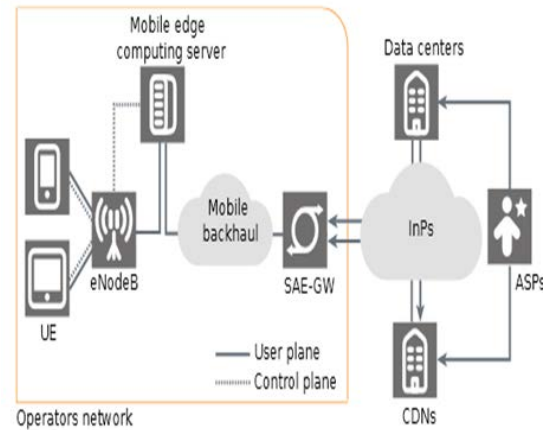 Mobile edge
computing server
Data centers
Mobile
backhaul
InPs
eNodeB
SAE-GW
ASPs
UE
User plane
Control plane
CDNs
Operators network